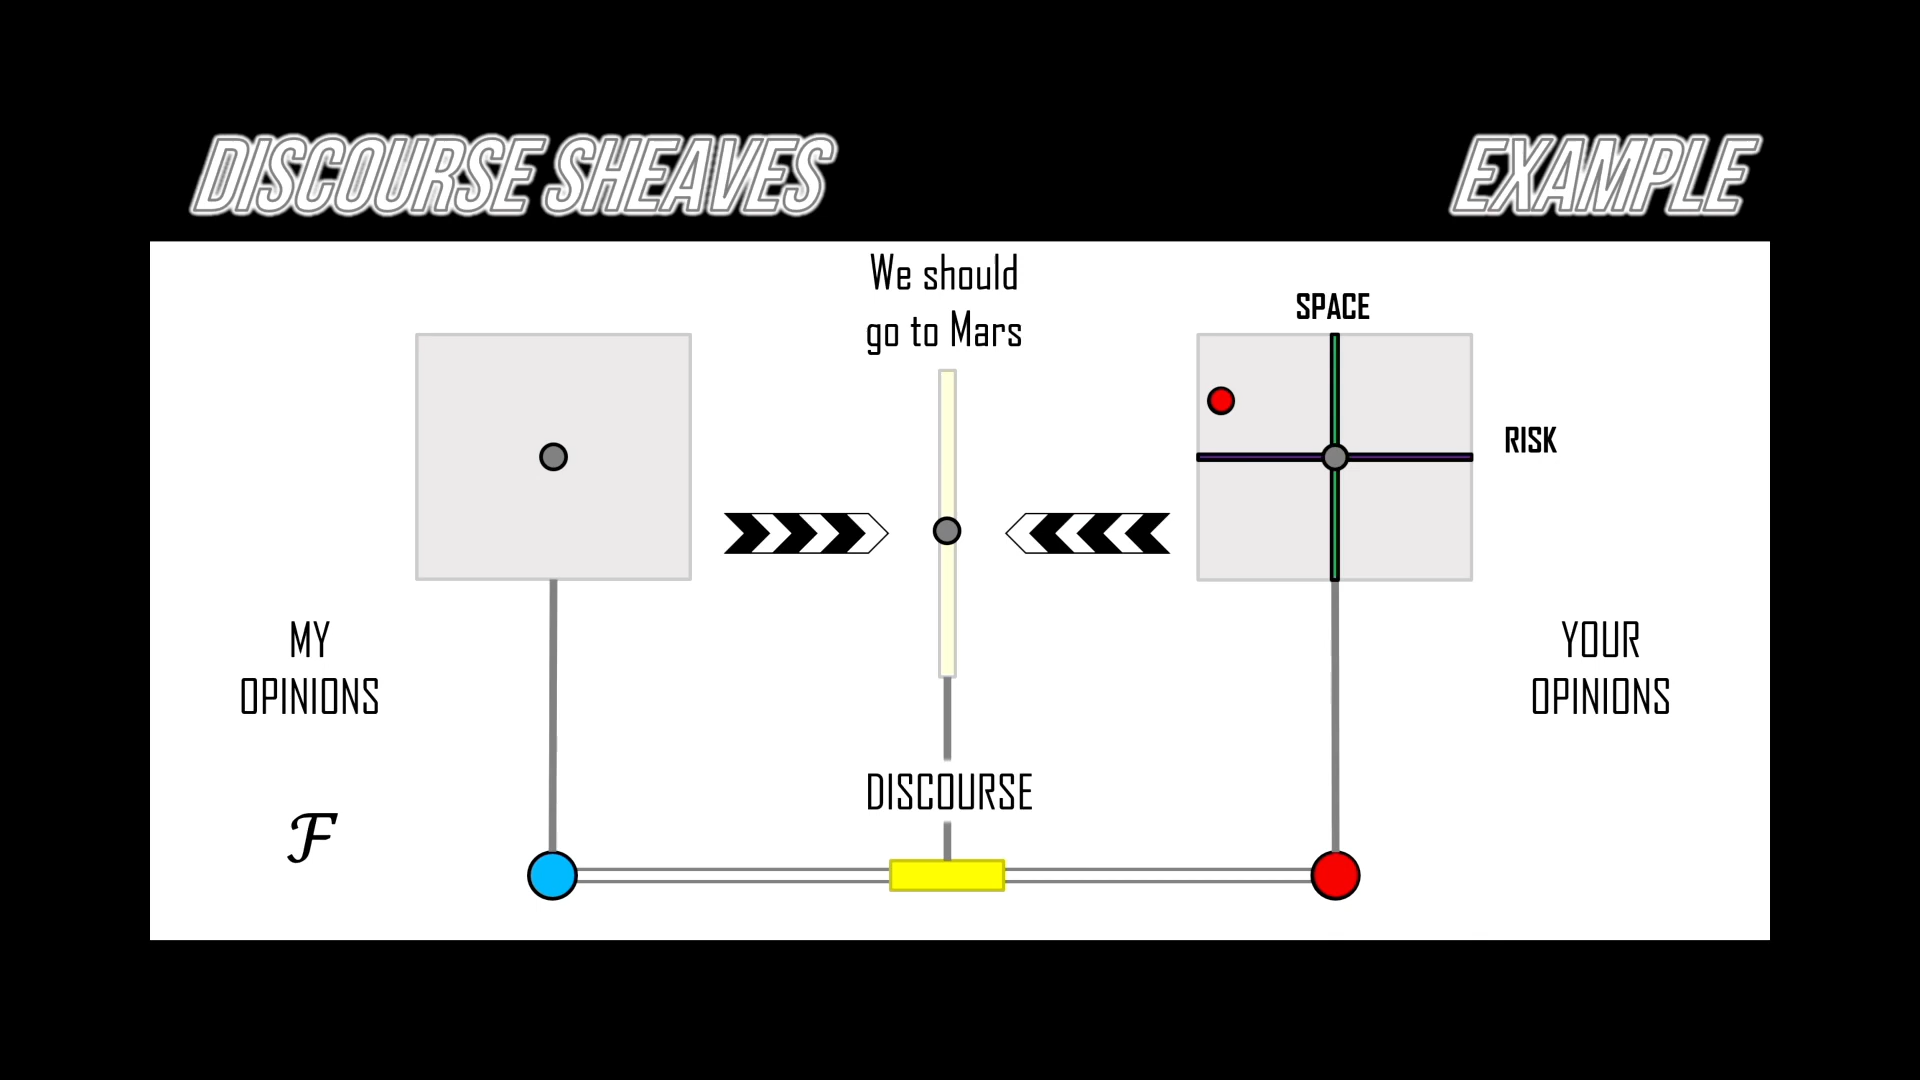 DISCOURSE SHEAVES
EXAMPLE
We should
go to Mars
SPACE
RISK
MY
OPINIONS
YOUR
OPINIONS
DISCOURSE
ℱ